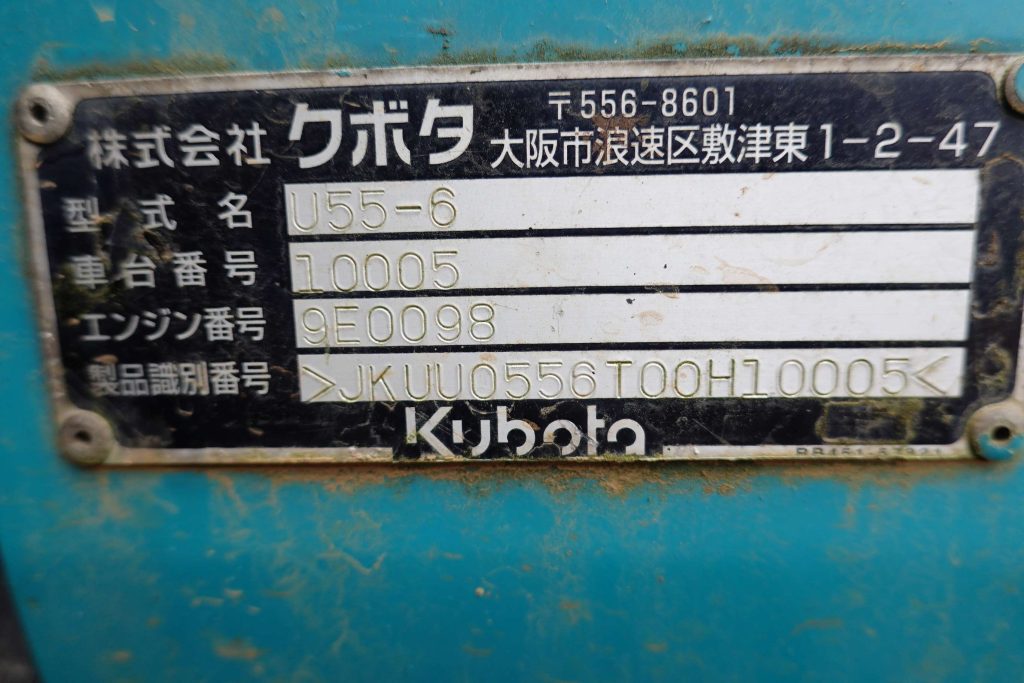 〒556-8601
株式会社 クボタ 大阪市浪速区敷津東1-2-47
型式名 U55-6
車台番号 10005
エンジン番号 9E0098
製品識別番号 >JKUU0556T00H10005<
Kubota